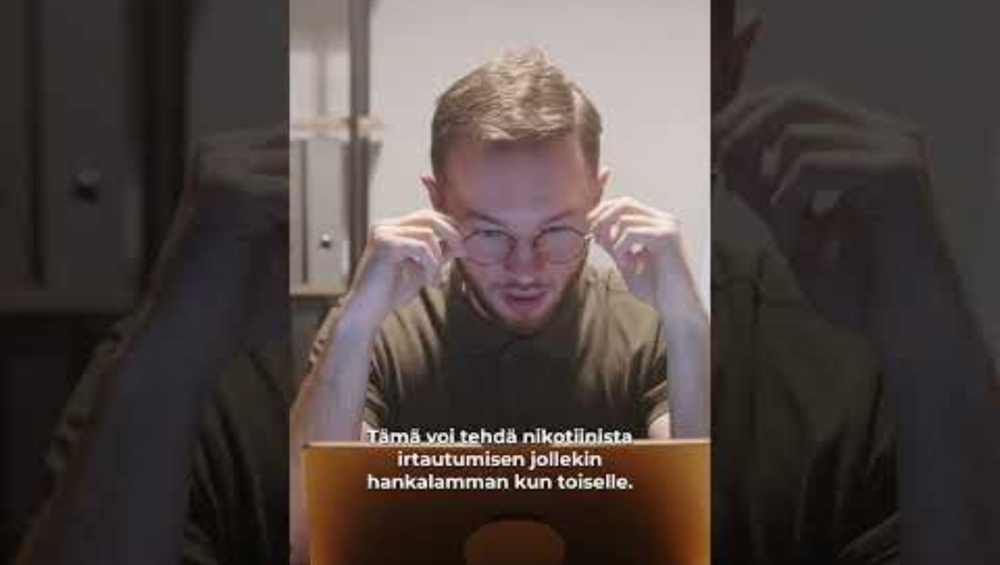 Tämä voi tehdä nikotiinista
irtautumisen jollekin
hankalamman kun toiselle.